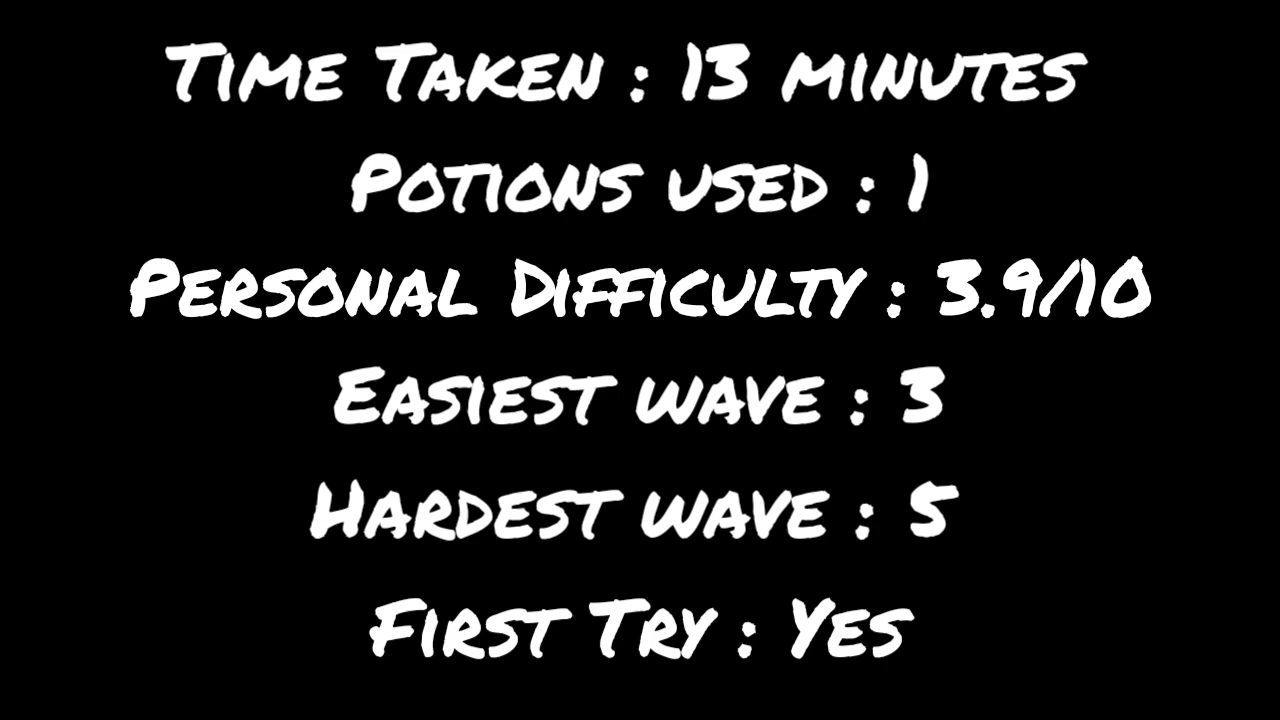 Time Taken : 13 minutes
Potions used : 1
Personal Difficulty : 3.9/10
Easiest wave : 3
Hardest wave : 5
First Try : Yes